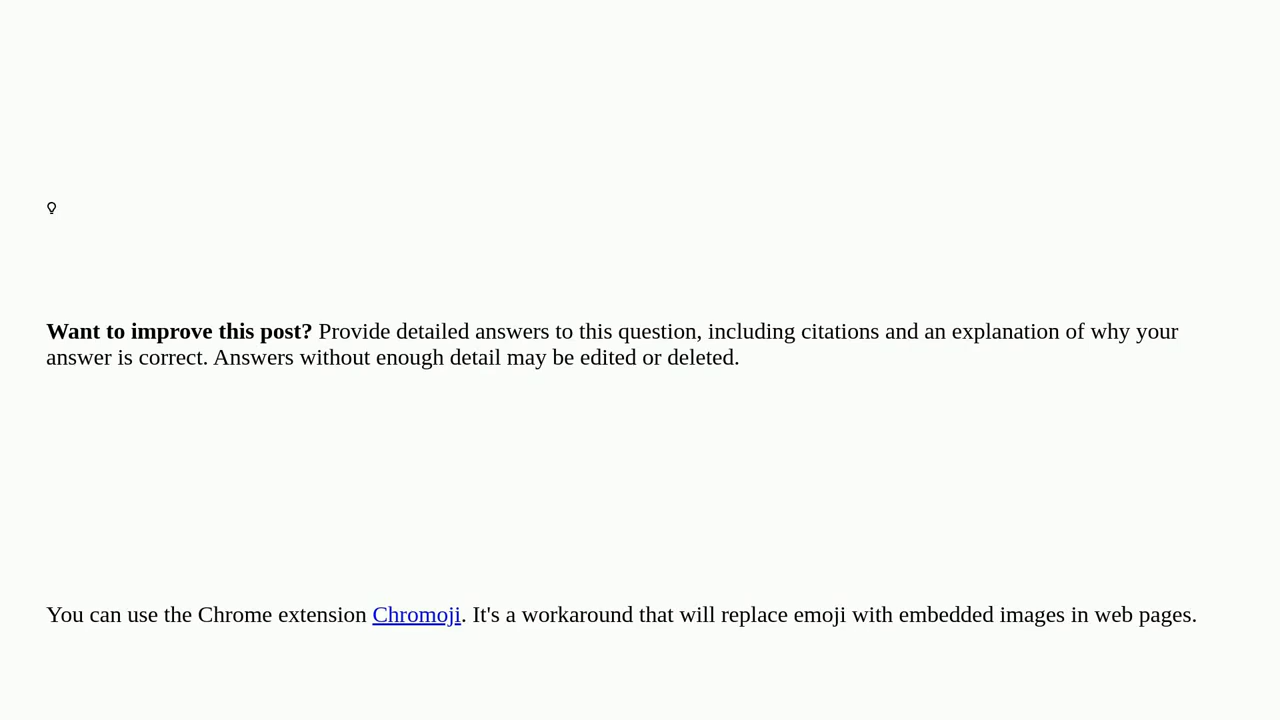 Want to improve this post? Provide detailed answers to this question, including citations and an explanation of why your
answer is correct. Answers without enough detail may be edited or deleted.
You can use the Chrome extension Chromoji. It's a workaround that will replace emoji with embedded images in web pages.